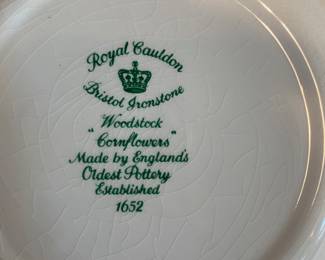 Royal Cauldon
Bristol Ironstone
"Woodstock
Cornflowers"
Made by England's
Oldest Pottery
Established
1652